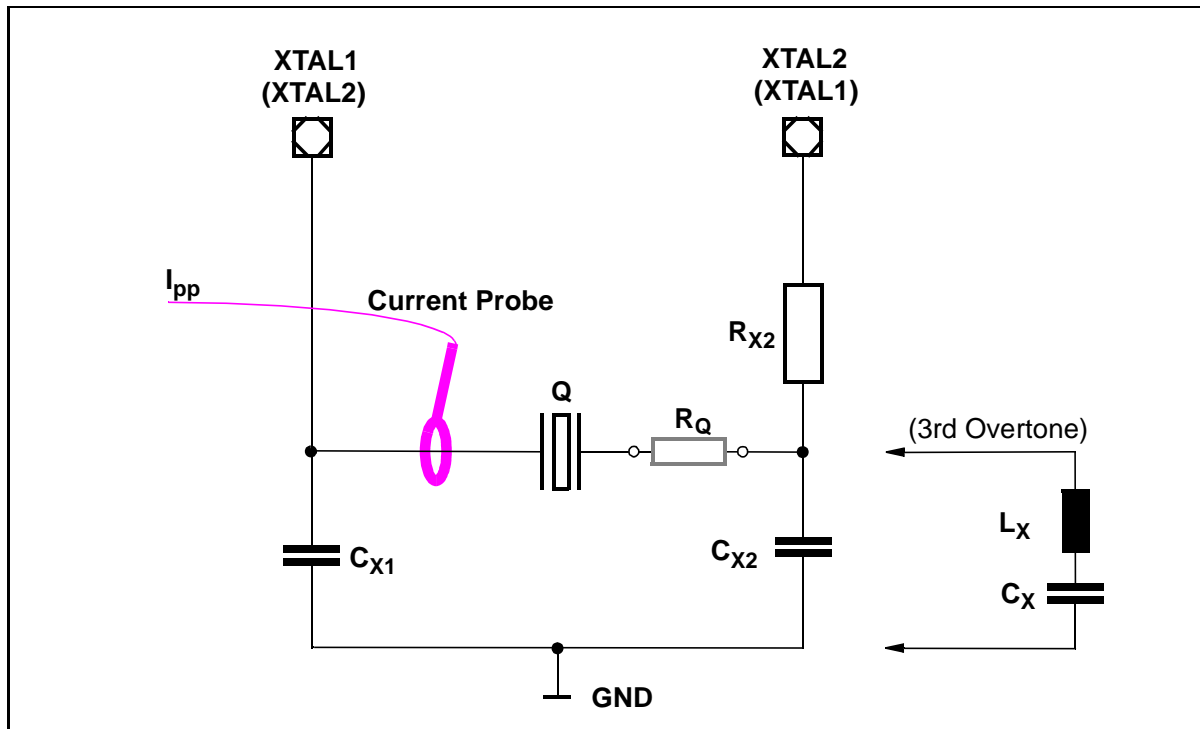 XTAL1
(XTAL2)
XTAL2
(XTAL1)
Ipp
Current Probe
RX2
Q
RQ
(3rd Overtone)
LX
CX1
CX2
CX
GND